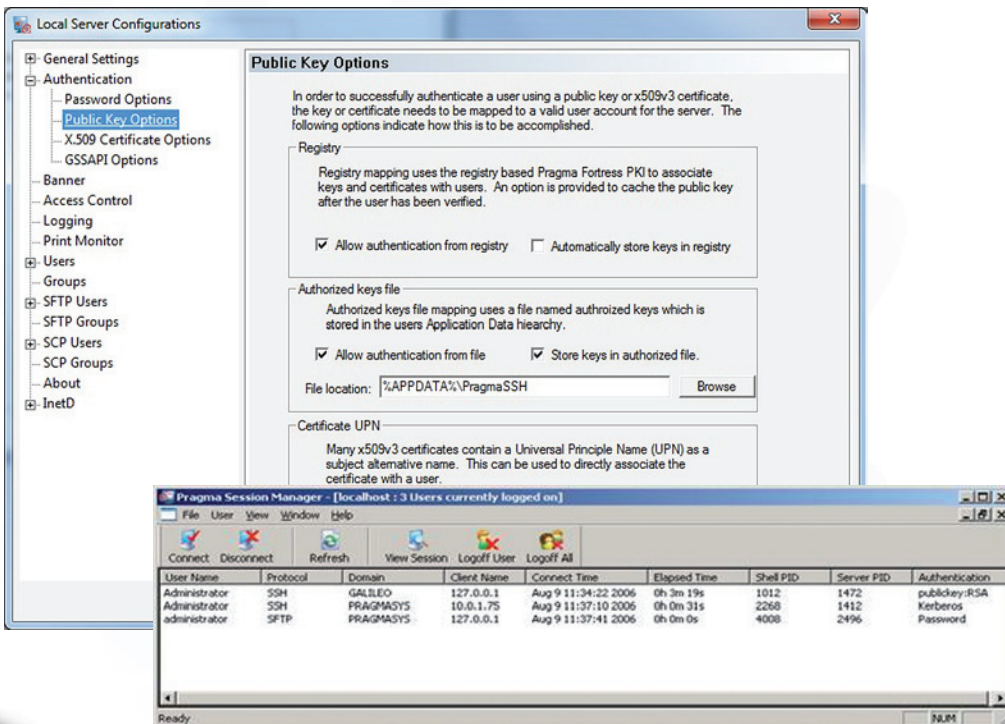 Local Server Configurations
General Settings
Authentication
Password Options
Public Key Options
X.509 Certificate Options
GSSAPI Options
Banner
Access Control
Logging
Print Monitor
Users
Groups
SFTP Users
SFTP Groups
SCP Users
SCP Groups
About
InetD
Public Key Options
In order to successfully authenticate a user using a public key or x509v3 certificate,
the key or certificate needs to be mapped to a valid user account for the server. The
following options indicate how this is to be accomplished.
Registry
Registry mapping uses the registry based Pragma Fortress PKI to associate
keys and certificates with users. An option is provided to cache the public key
after the user has been verified.
Allow authentication from registry Automatically store keys in registry
Authorized keys file
Authorized keys file mapping uses a file named authroized keys which is
stored in the users Application Data hiearchy.
Allow authentication from file Store keys in authorized file.
File location: %APPDATA%\PragmaSSH Browse
Certificate UPN
Many x509v3 certificates contain a Universal Principle Name (UPN) as a
subject alternative name. This can be used to directly associate the
certificate with a user.
Pragma Session Manager - [localhost : 3 Users currently logged on]
File User View Window Help
Connect Disconnect Refresh View Session Logoff User Logoff All
User Name Protocol Domain Client Name Connect Time Elapsed Time Shell PID Server PID Authentication
Administrator SSH GALILEO 127.0.0.1 Aug 9 11:34:22 2006 0h 3m 19s 1012 1472 publickey:RSA
Administrator SSH PRAGMASYS 10.0.1.75 Aug 9 11:37:10 2006 0h 0m 31s 2268 1412 Kerberos
administrator SFTP PRAGMASYS 127.0.0.1 Aug 9 11:37:41 2006 0h 0m 0s 4008 2496 Password
Ready NUM